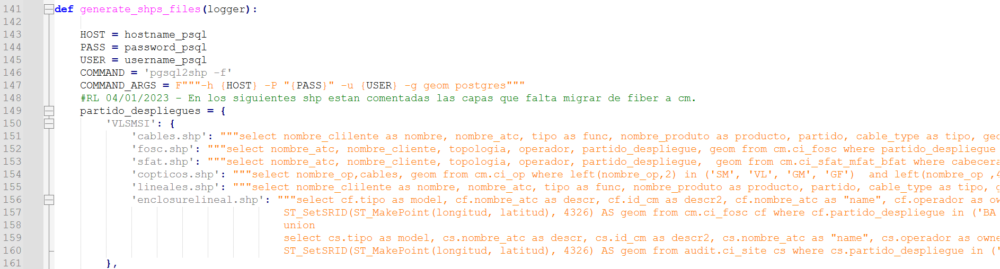 141 def generate_shps_files(logger):
142
143 HOST = hostname_psql
144 PASS = password_psql
145 USER = username_psql
146 COMMAND = 'pgsql2shp -f'
147 COMMAND_ARGS = F"""-h {HOST} -P "{PASS}" -u {USER} -g geom postgres"""
148 #RL 04/01/2023 - En los siguientes shp estan comentadas las capas que falta migrar de fiber a cm.
149 partido_despliegues = {
150 'VLSMSI': {
151 'cables.shp': """select nombre_clilente as nombre, nombre_atc, tipo as func, nombre_produto as producto, partido, cable_type as tipo, geo
152 'fosc.shp': """select nombre_atc, nombre_cliente, topologia, operador, partido_despliegue, geom from cm.ci_fosc where partido_despliegue
153 'sfat.shp': """select nombre_atc, nombre_cliente, topologia, operador, partido_despliegue,  geom from cm.ci_sfat_mfat_bfat where cabecera
154 'copticos.shp': """select nombre_op,cables, geom from cm.ci_op where left(nombre_op,2) in ('SM', 'VL', 'GM', 'GF')  and left(nombre_op ,4
155 'lineales.shp': """select nombre_clilente as nombre, nombre_atc, tipo as func, nombre_produto as producto, partido, cable_type as tipo, g
156 'enclosurelineal.shp': """select cf.tipo as model, cf.nombre_atc as descr, cf.id_cm as descr2, cf.nombre_atc as "name", cf.operador as ow
157 ST_SetSRID(ST_MakePoint(longitud, latitud), 4326) AS geom from cm.ci_fosc cf where cf.partido_despliegue in ('BA
158 union
159 select cs.tipo as model, cs.nombre_atc as descr, cs.id_cm as descr2, cs.nombre_atc as "name", cs.operador as owne
160 ST_SetSRID(ST_MakePoint(longitud, latitud), 4326) AS geom from audit.ci_site cs where cs.partido_despliegue in ('
161 },